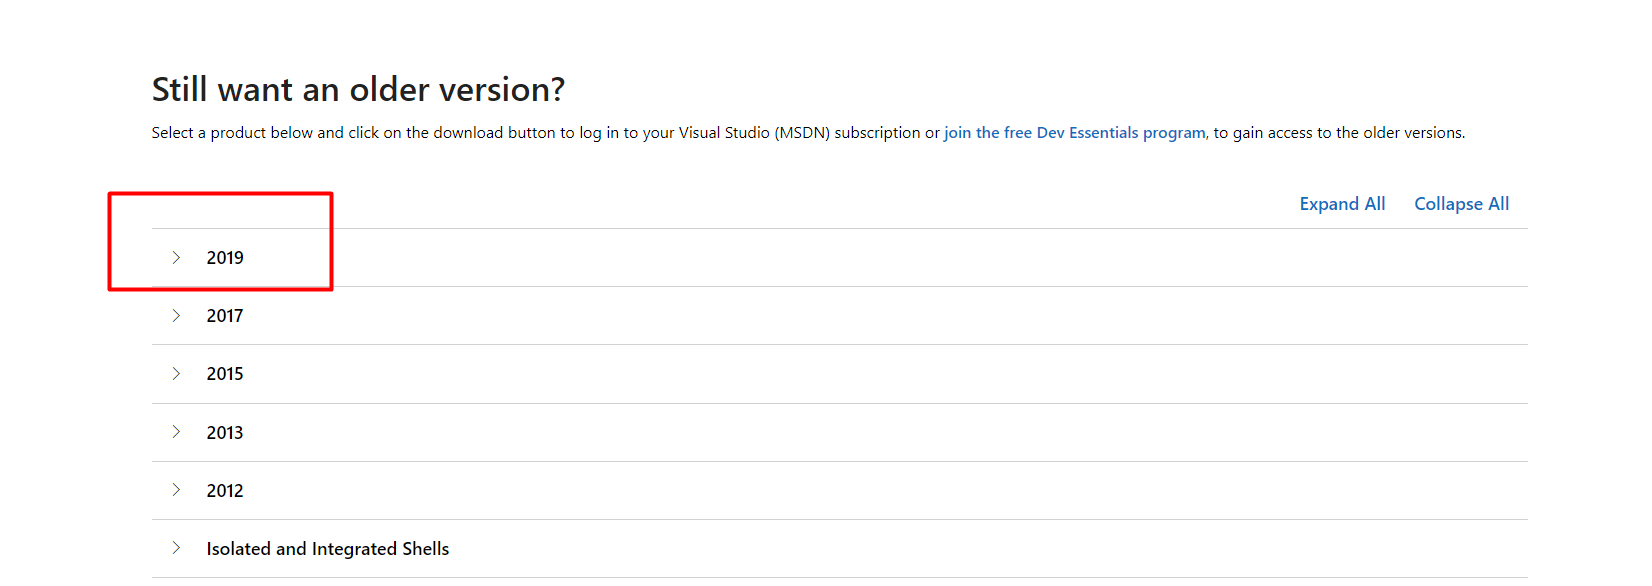 Still want an older version?
Select a product below and click on the download button to log in to your Visual Studio (MSDN) subscription or join the free Dev Essentials program, to gain access to the older versions.
Expand All Collapse All
2019
2017
2015
2013
2012
Isolated and Integrated Shells